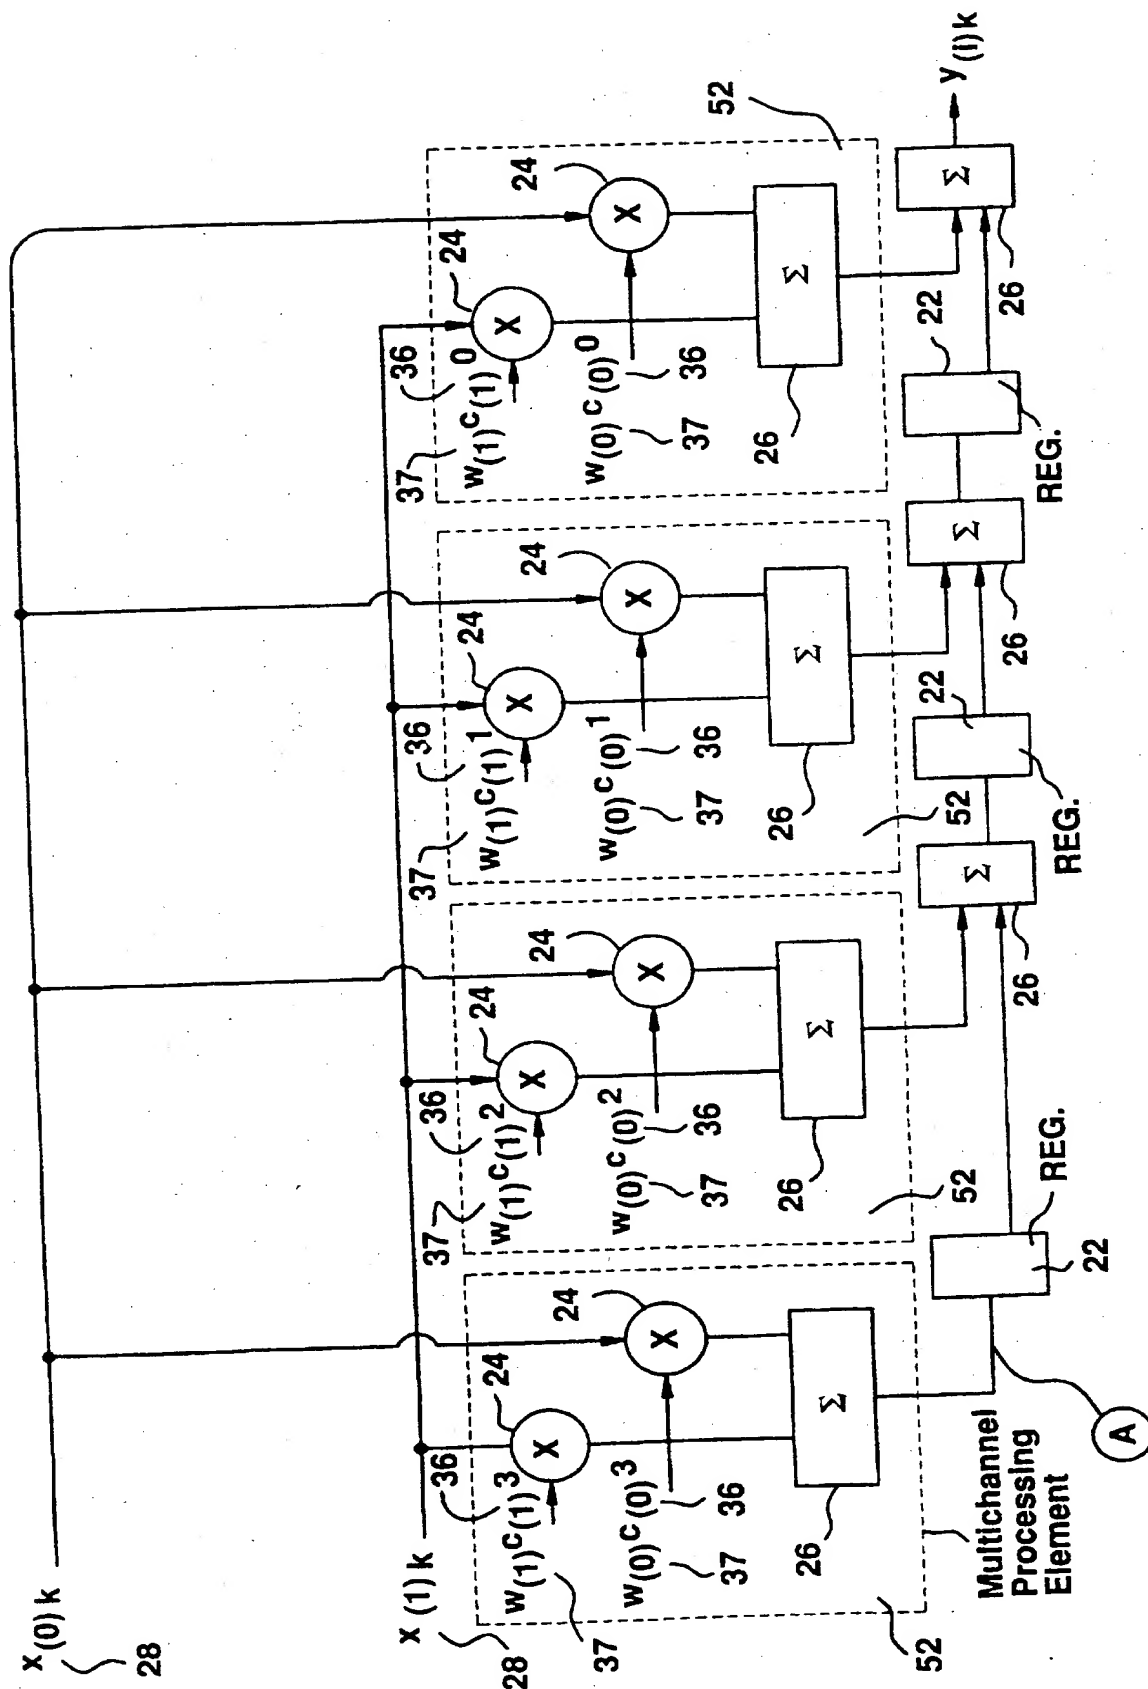 x(0)k
28
x(1)k
28
36
w(1)c(1)3
37
24
24
w(0)c(0)3
36
37
Σ
26
X
X
52
Multichannel
Processing
Element
A
36
w(1)c(1)2
37
24
24
w(0)c(0)2
36
37
Σ
26
X
X
52
REG.
22
Σ
26
36
w(1)c(1)1
37
24
24
w(0)c(0)1
36
37
Σ
26
X
X
52
22
REG.
Σ
26
36
w(1)c(1)0
37
24
24
w(0)c(0)0
36
37
Σ
26
X
X
52
22
REG.
Σ
26
y(i)k